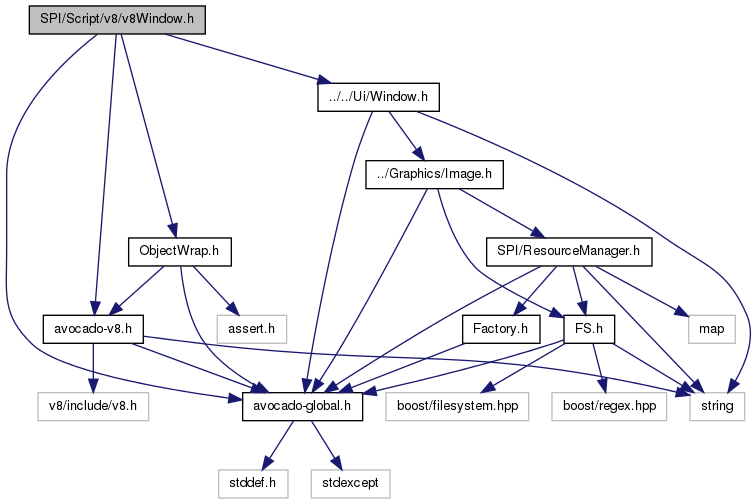 SPI/Script/v8/v8Window.h
../../Ui/Window.h
../Graphics/Image.h
ObjectWrap.h
SPI/ResourceManager.h
avocado-v8.h
assert.h
Factory.h
FS.h
map
v8/include/v8.h
avocado-global.h
boost/filesystem.hpp
boost/regex.hpp
string
stddef.h
stdexcept